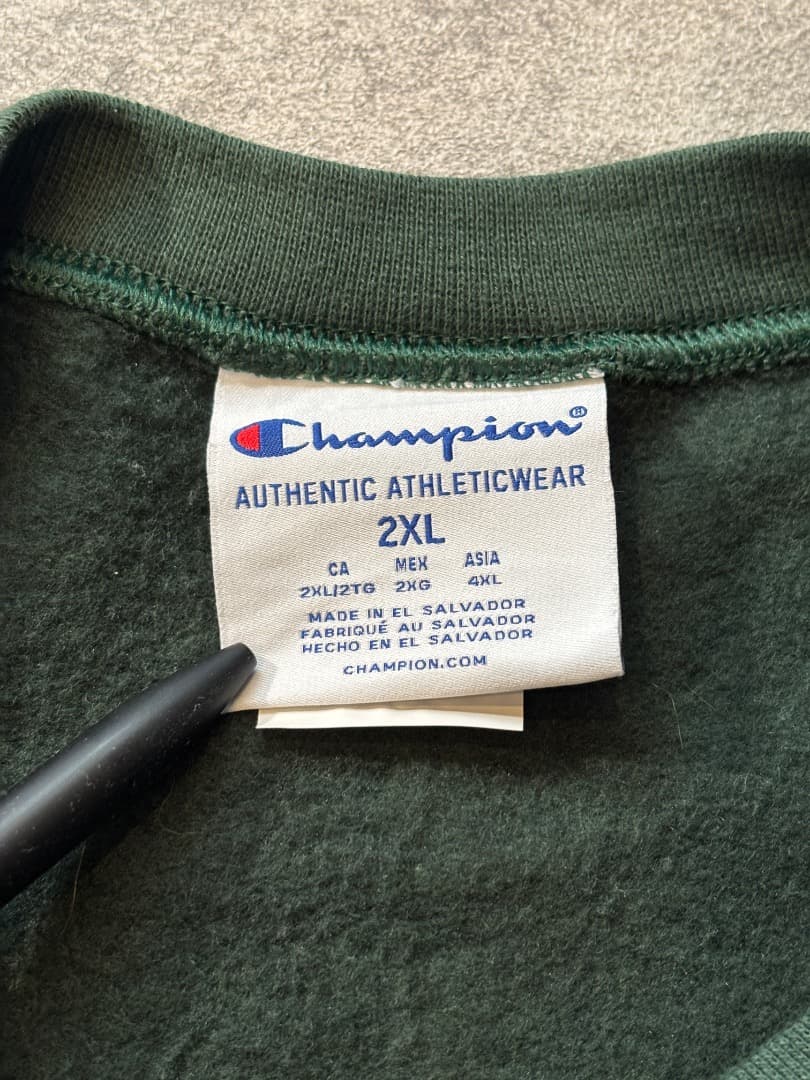 Champion®
AUTHENTIC ATHLETICWEAR
2XL
CA MEX ASIA
2XL/2TG 2XG 4XL
MADE IN EL SALVADOR
FABRIQUÉ AU SALVADOR
HECHO EN EL SALVADOR
CHAMPION.COM